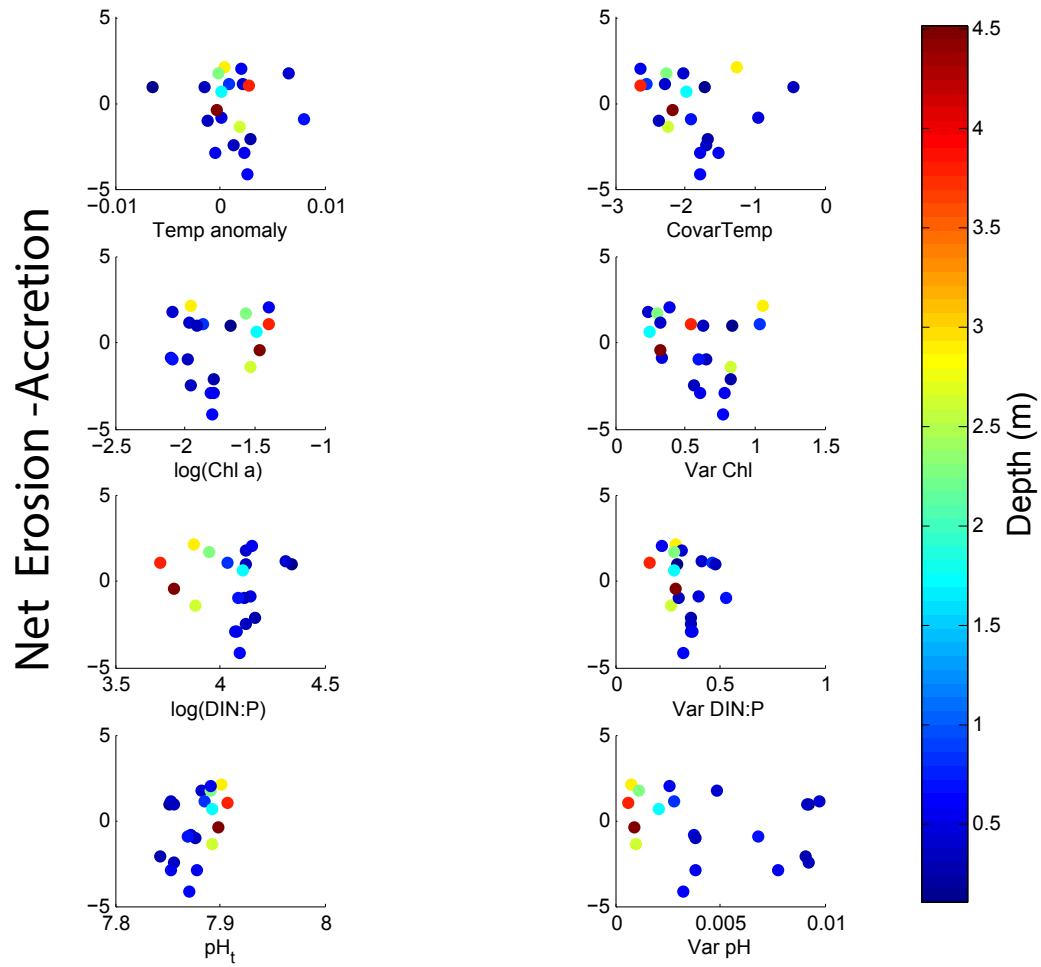 Net Erosion -Accretion
5
0
−5
−0.01 0 0.01
Temp anomaly
5
0
−5
−3 −2 −1 0
CovarTemp
5
0
−5
−2.5 −2 −1.5 −1
log(Chl a)
5
0
−5
0 0.5 1 1.5
Var Chl
5
0
−5
3.5 4 4.5
log(DIN:P)
5
0
−5
0 0.5 1
Var DIN:P
5
0
−5
7.8 7.9 8
pHt
5
0
−5
0 0.005 0.01
Var pH
4.5
4
3.5
3
2.5
2
1.5
1
0.5
Depth (m)